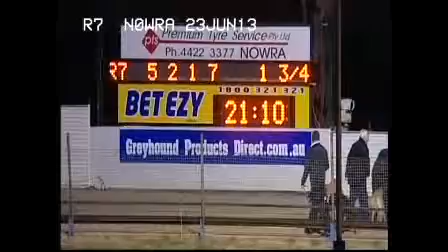 R7 NOWRA 23JUN13
pts Premium Tyre Service Pty Ltd
Ph.4422 3377 NOWRA
R7 5 2 1 7 1 3/4
1800 321 321
BET EZY
21:10
Greyhound Products Direct.com.au